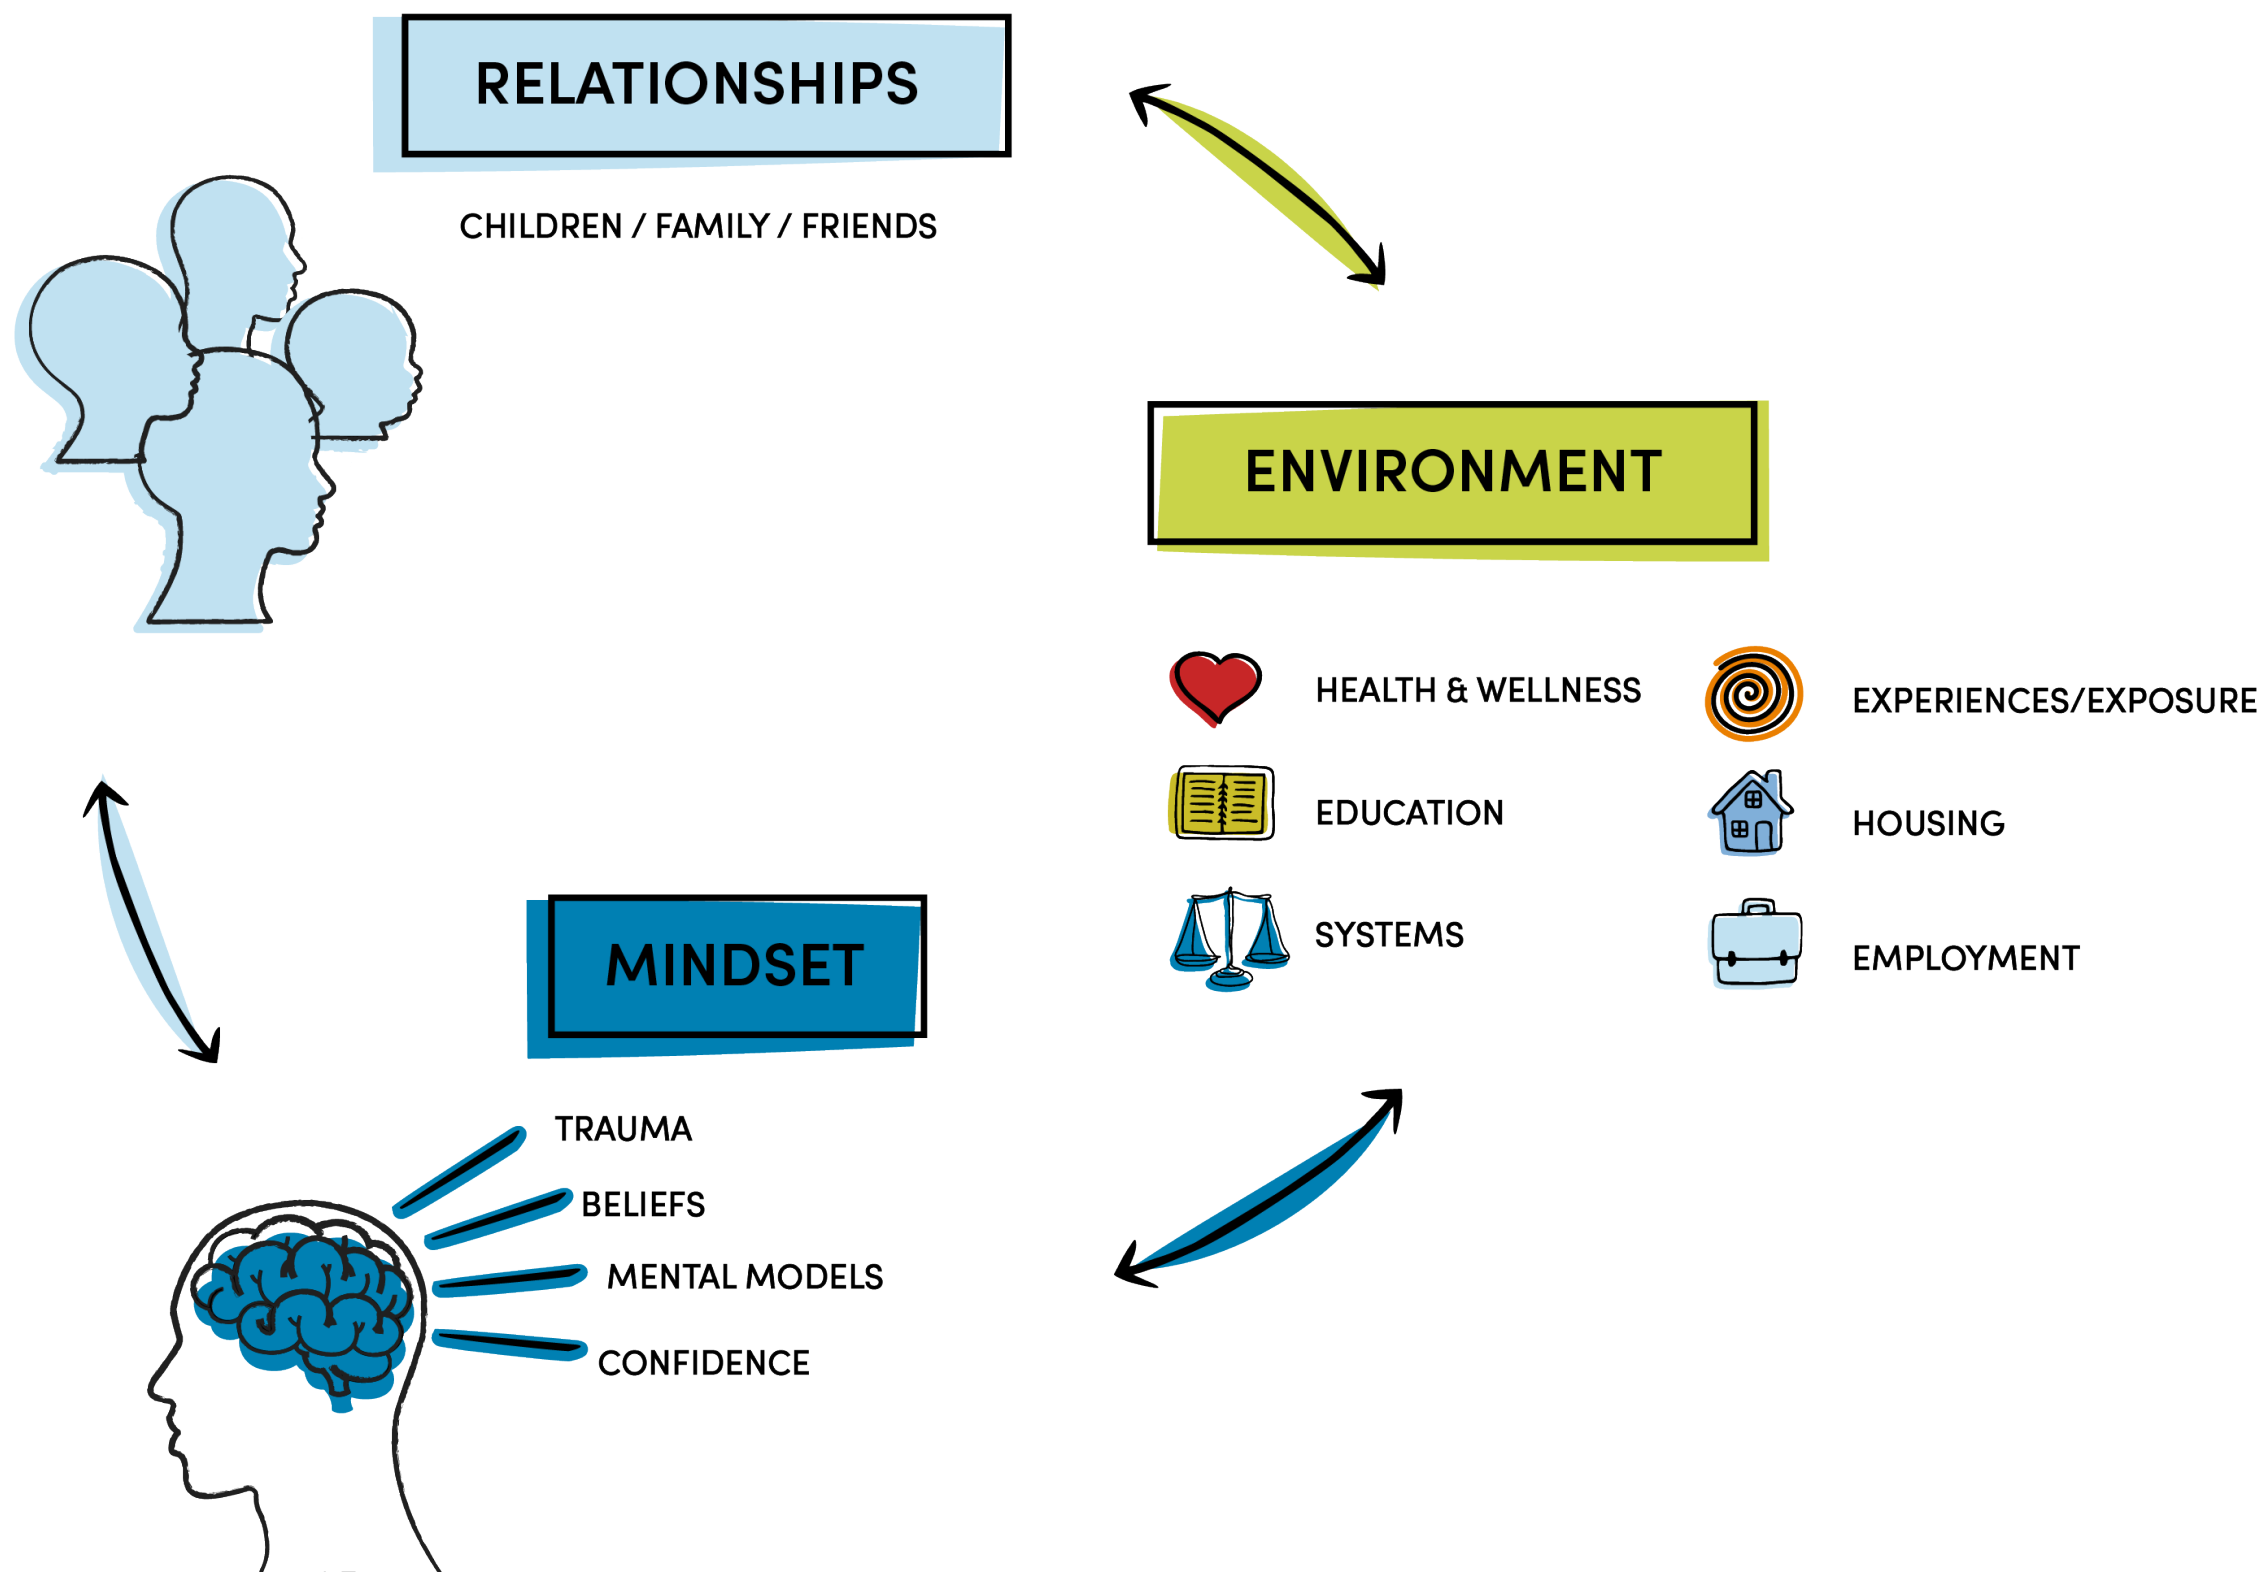 RELATIONSHIPS
CHILDREN / FAMILY / FRIENDS
ENVIRONMENT
HEALTH & WELLNESS
EXPERIENCES/EXPOSURE
EDUCATION
HOUSING
SYSTEMS
EMPLOYMENT
MINDSET
TRAUMA
BELIEFS
MENTAL MODELS
CONFIDENCE